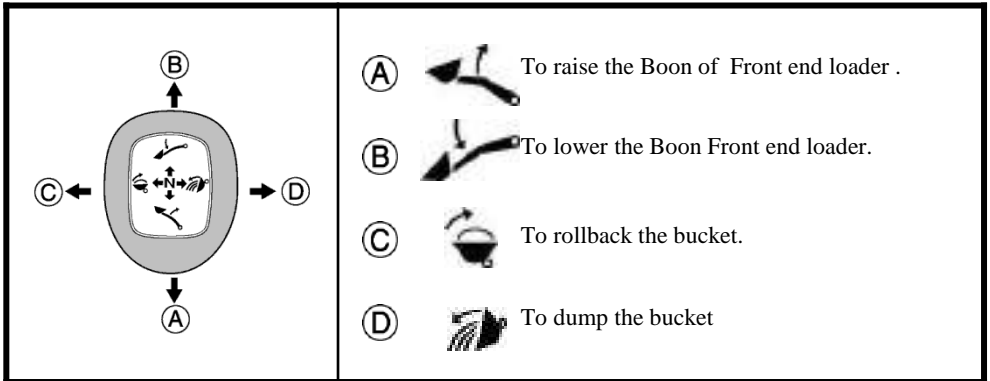 Ⓑ
Ⓒ
N
Ⓓ
Ⓐ
Ⓐ To raise the Boon of Front end loader .
Ⓑ To lower the Boon Front end loader.
Ⓒ To rollback the bucket.
Ⓓ To dump the bucket